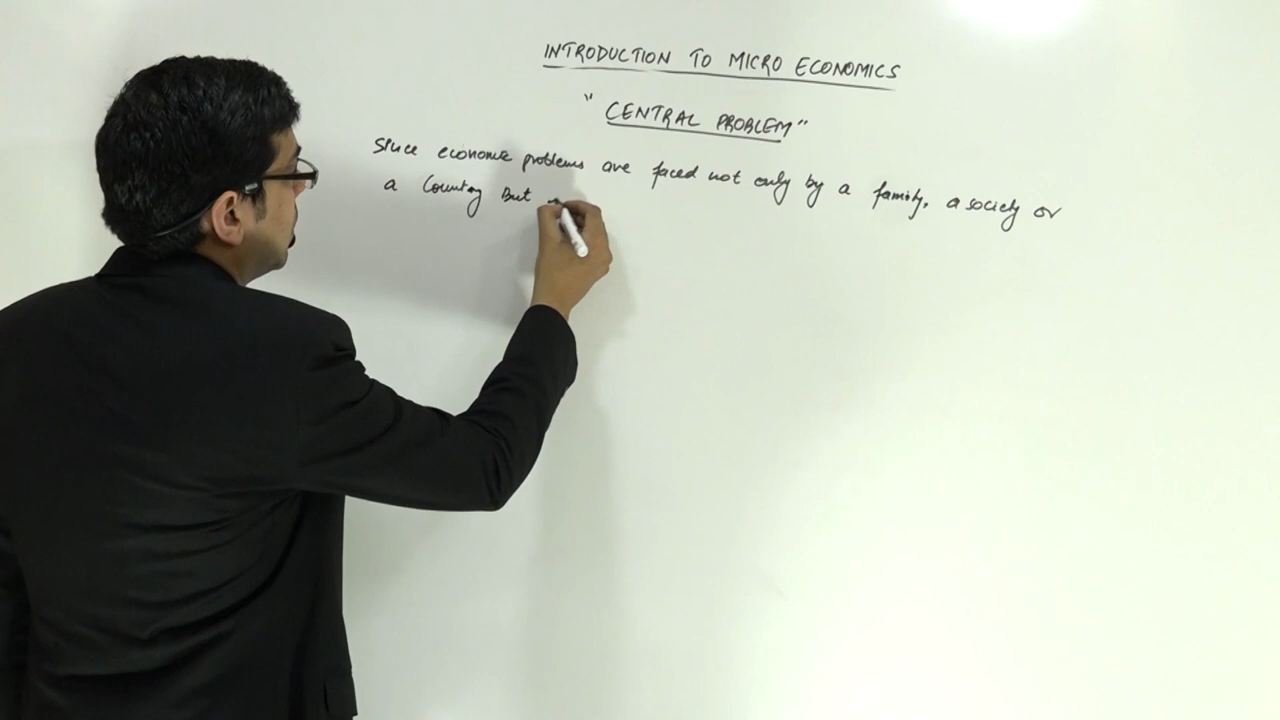 INTRODUCTION TO MICRO ECONOMICS
" CENTRAL PROBLEM"
Since economic problems are faced not only by a family, a society or
a Country But